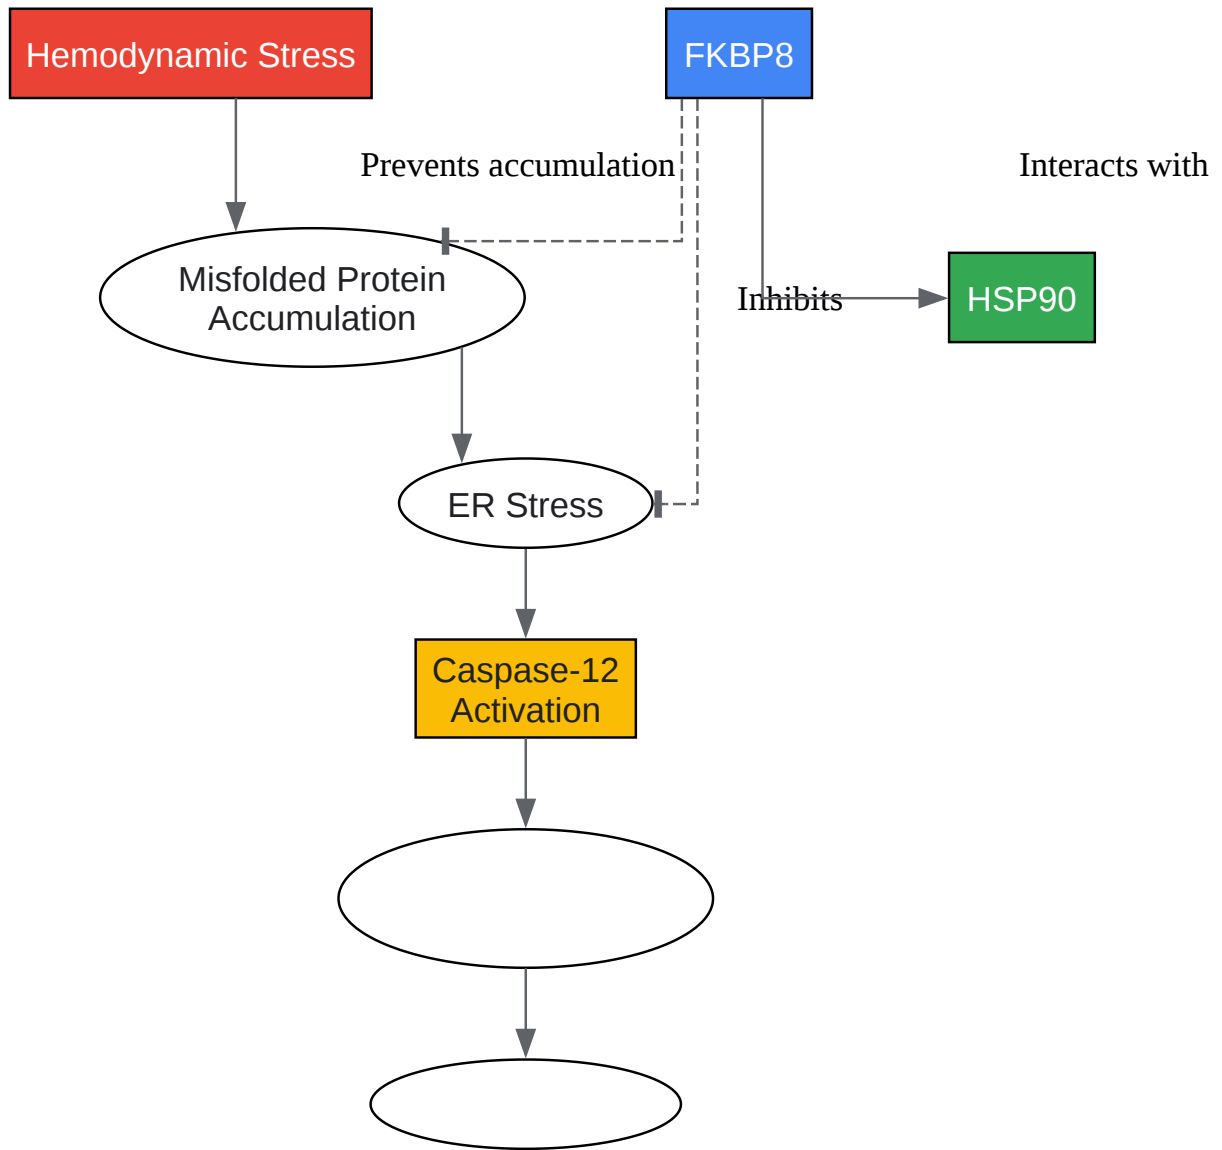 Hemodynamic Stress
FKBP8
Prevents accumulation
Interacts with
Misfolded Protein
Accumulation
Inhibits
HSP90
ER Stress
Caspase-12
Activation